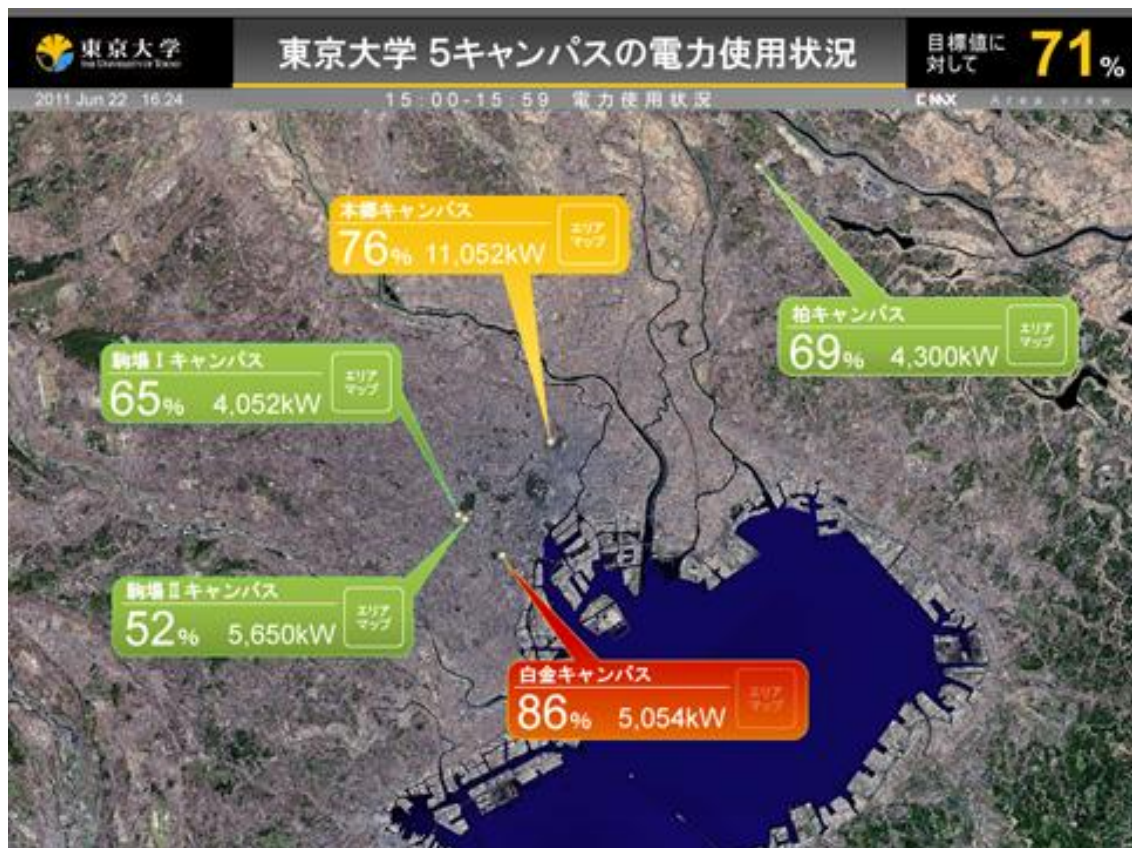 東京大学
THE UNIVERSITY OF TOKYO
東京大学 5キャンパスの電力使用状況
目標値に
対して
71%
2011 Jun 22 16:24
15:00-15:59 電力使用状況
Area view
本郷キャンパス
76% 11,052kW
エリア
マップ
柏キャンパス
69% 4,300kW
エリア
マップ
駒場Ⅰキャンパス
65% 4,052kW
エリア
マップ
駒場Ⅱキャンパス
52% 5,650kW
エリア
マップ
白金キャンパス
86% 5,054kW
エリア
マップ